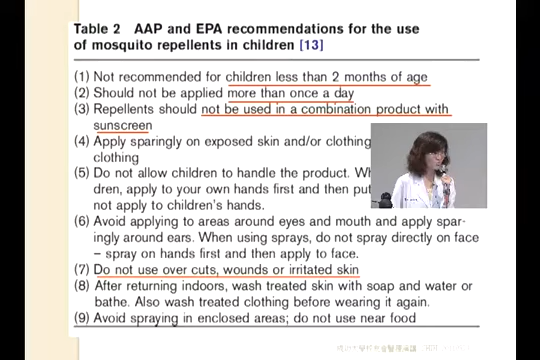 Table 2 AAP and EPA recommendations for the use
of mosquito repellents in children [13]
(1) Not recommended for children less than 2 months of age
(2) Should not be applied more than once a day
(3) Repellents should not be used in a combination product with
sunscreen
(4) Apply sparingly on exposed skin and/or clothing
clothing
(5) Do not allow children to handle the product. Wh
dren, apply to your own hands first and then put
not apply to children's hands.
(6) Avoid applying to areas around eyes and mouth and apply spar-
ingly around ears. When using sprays, do not spray directly on face
– spray on hands first and then apply to face.
(7) Do not use over cuts, wounds or irritated skin
(8) After returning indoors, wash treated skin with soap and water or
bathe. Also wash treated clothing before wearing it again.
(9) Avoid spraying in enclosed areas; do not use near food